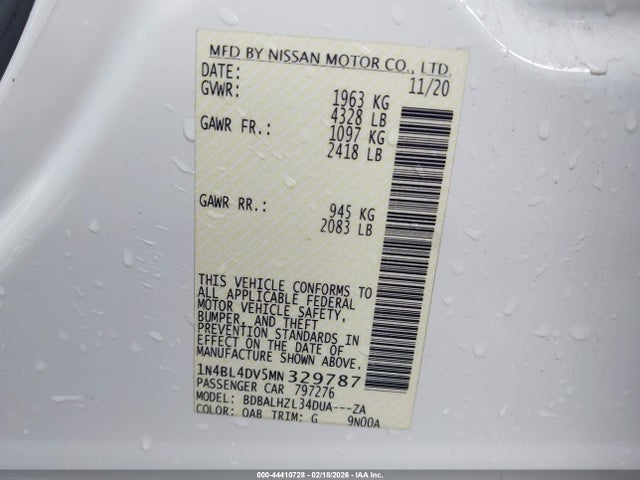 MFD BY NISSAN MOTOR CO., LTD.
DATE: 11/20
GVWR: 1963 KG
4328 LB
GAWR FR.: 1097 KG
2418 LB
GAWR RR.: 945 KG
2083 LB
THIS VEHICLE CONFORMS TO
ALL APPLICABLE FEDERAL
MOTOR VEHICLE SAFETY,
BUMPER, AND THEFT
PREVENTION STANDARDS IN
EFFECT ON THE DATE OF
MANUFACTURE SHOWN ABOVE.
1N4BL4DV5MN329787
PASSENGER CAR 797276
MODEL: BDBALHZL34DUA----ZA
COLOR: QAB TRIM: G 9N00A
000-44410728 - 02/18/2026 - IAA Inc.